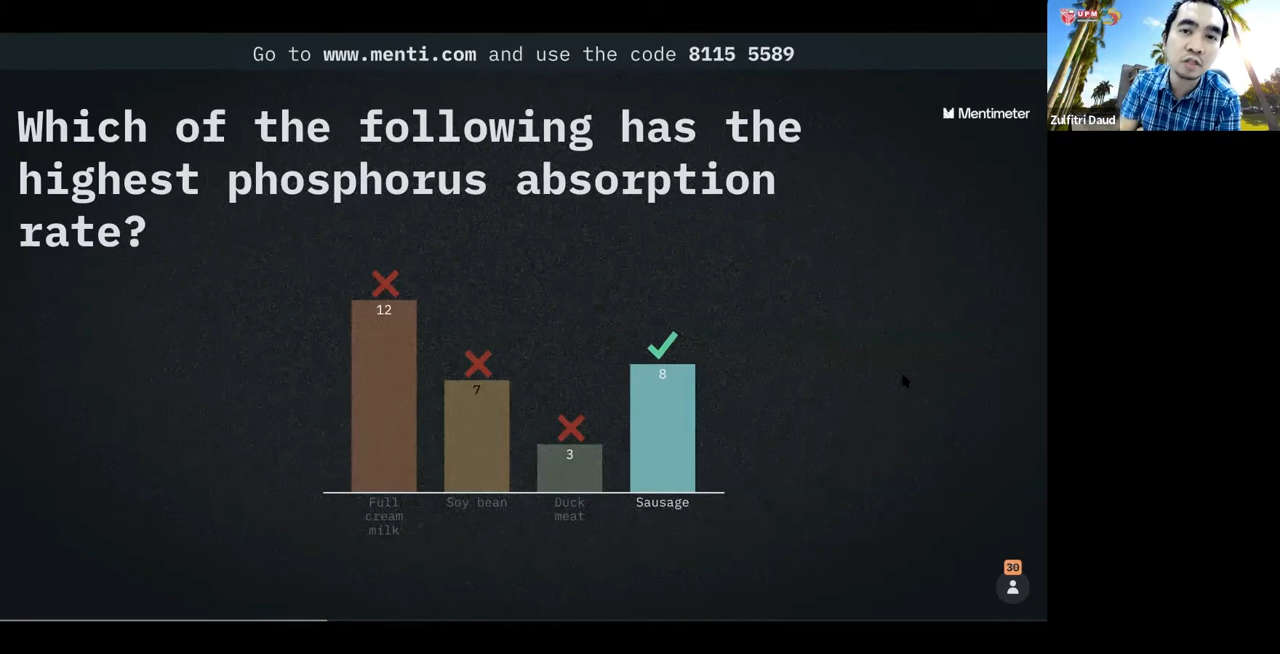 Go to www.menti.com and use the code 8115 5589
UPM
Zulfitri Daud
Mentimeter
Which of the following has the
highest phosphorus absorption
rate?
12
7
3
8
Full
cream
milk
Soy bean
Duck
meat
Sausage
30